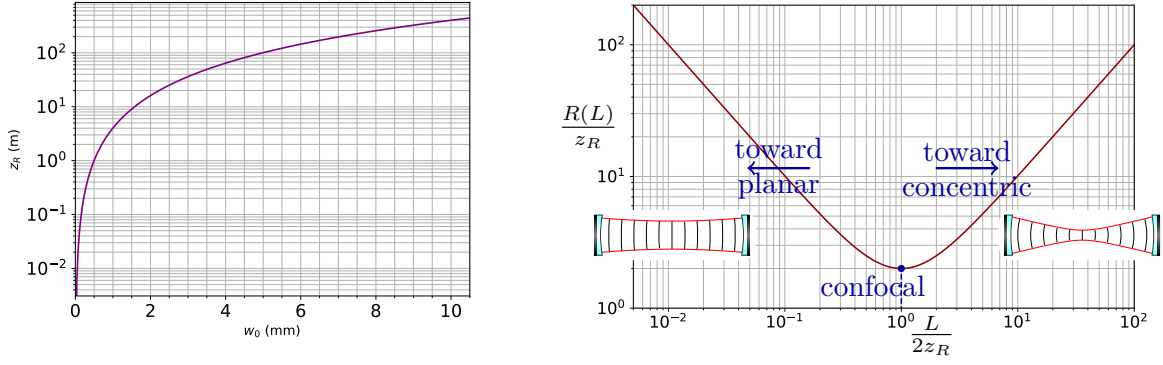 10²
10¹
10⁰
10⁻¹
10⁻²
z_R (m)
0
2
4
6
8
10
w₀ (mm)
10²
10¹
10⁰
R(L)
z_R
toward
planar
toward
concentric
confocal
10⁻²
10⁻¹
10⁰
10¹
10²
L
2z_R